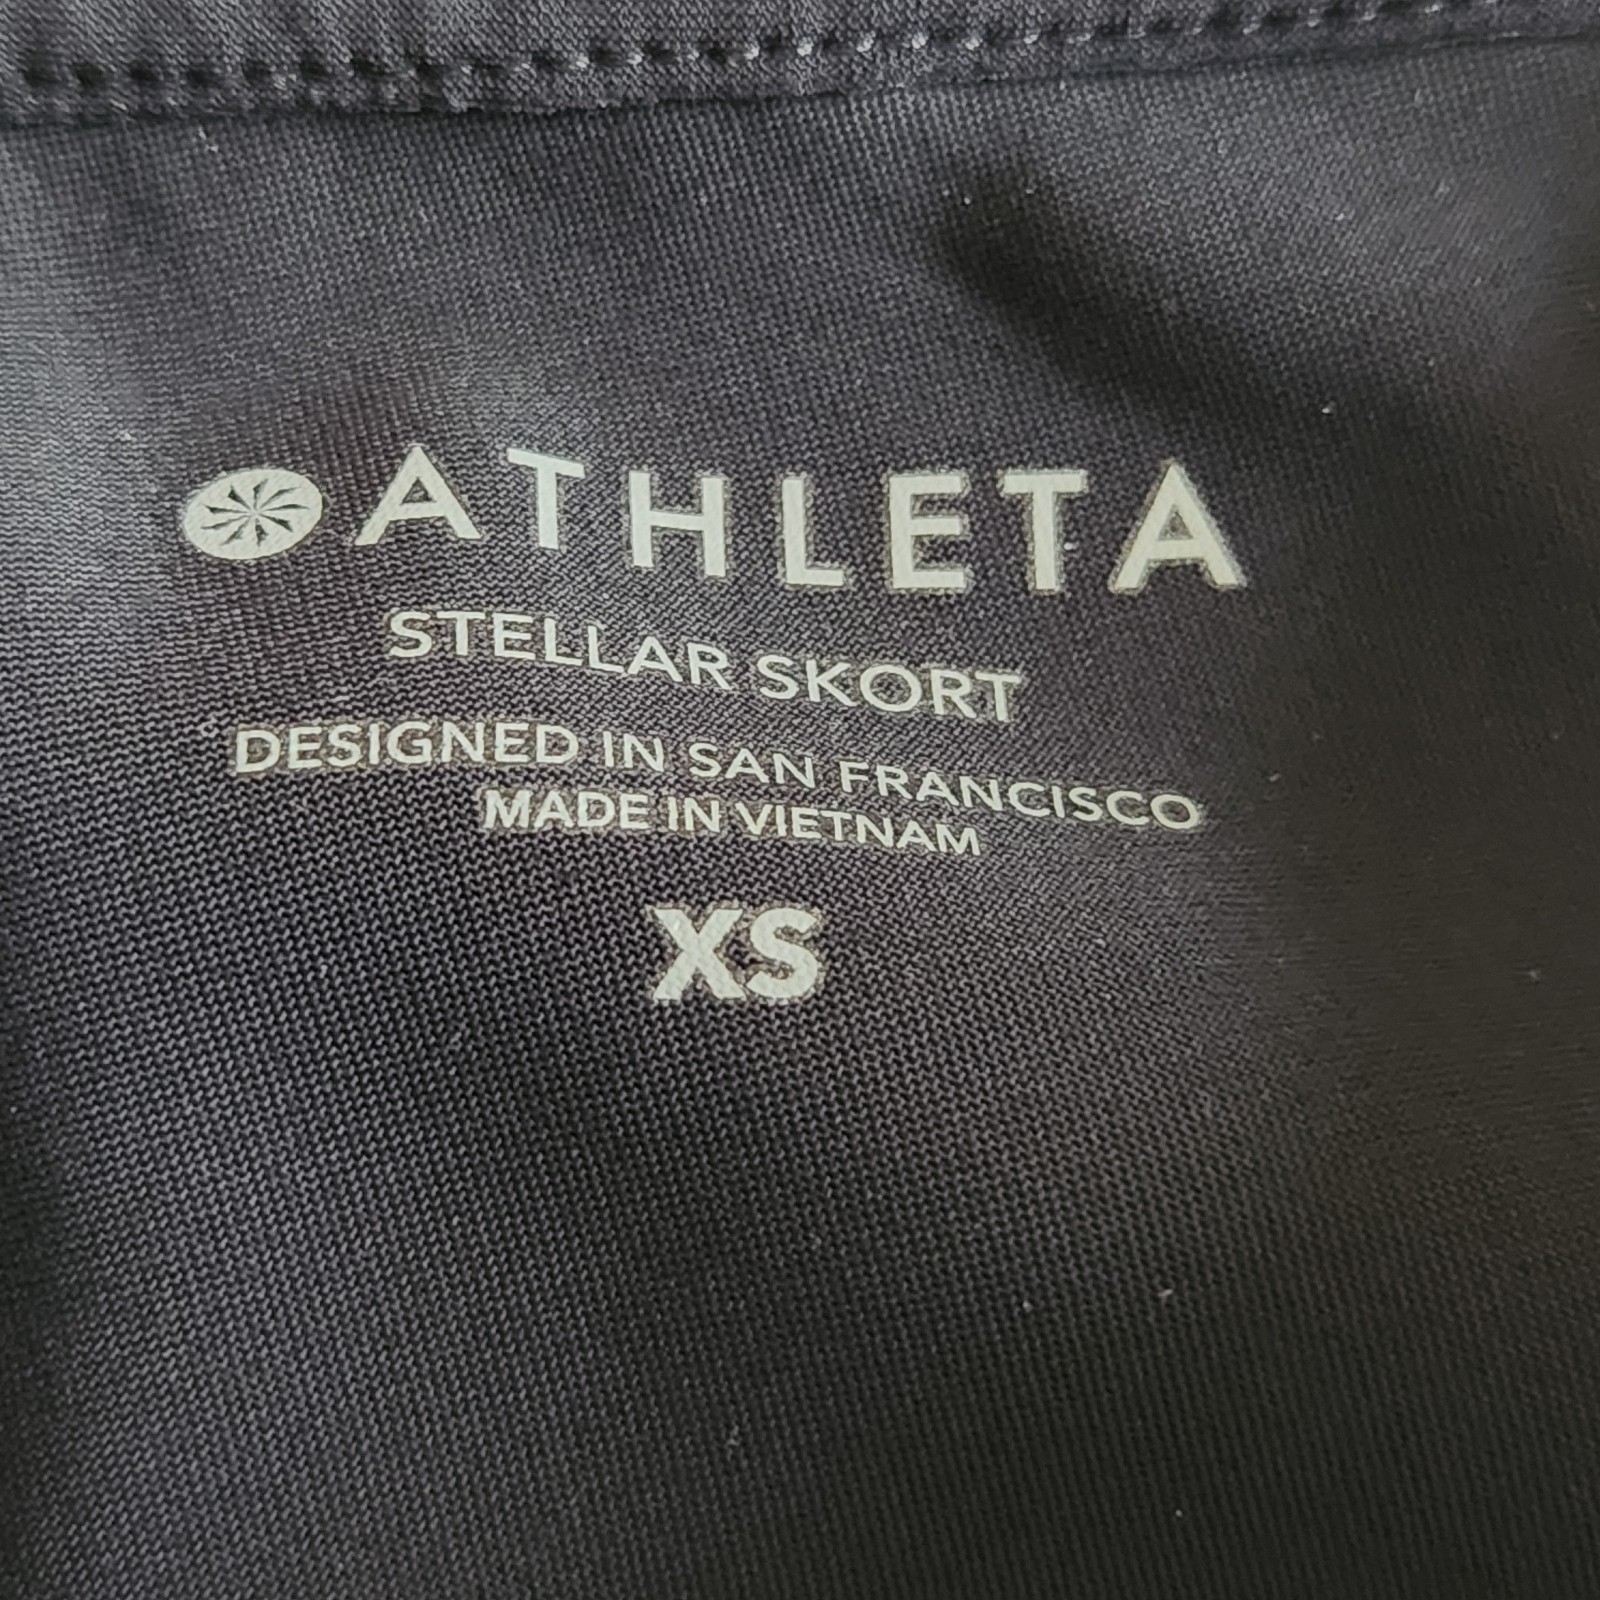 ATHLETA
STELLAR SKORT
DESIGNED IN SAN FRANCISCO
MADE IN VIETNAM
XS